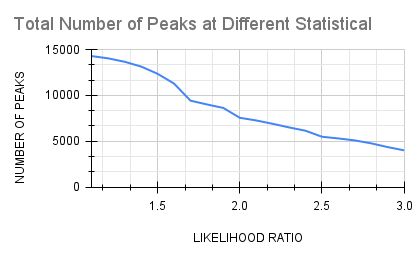 Total Number of Peaks at Different Statistical
15000
10000
5000
0
NUMBER OF PEAKS
1.5 2.0 2.5 3.0
LIKELIHOOD RATIO